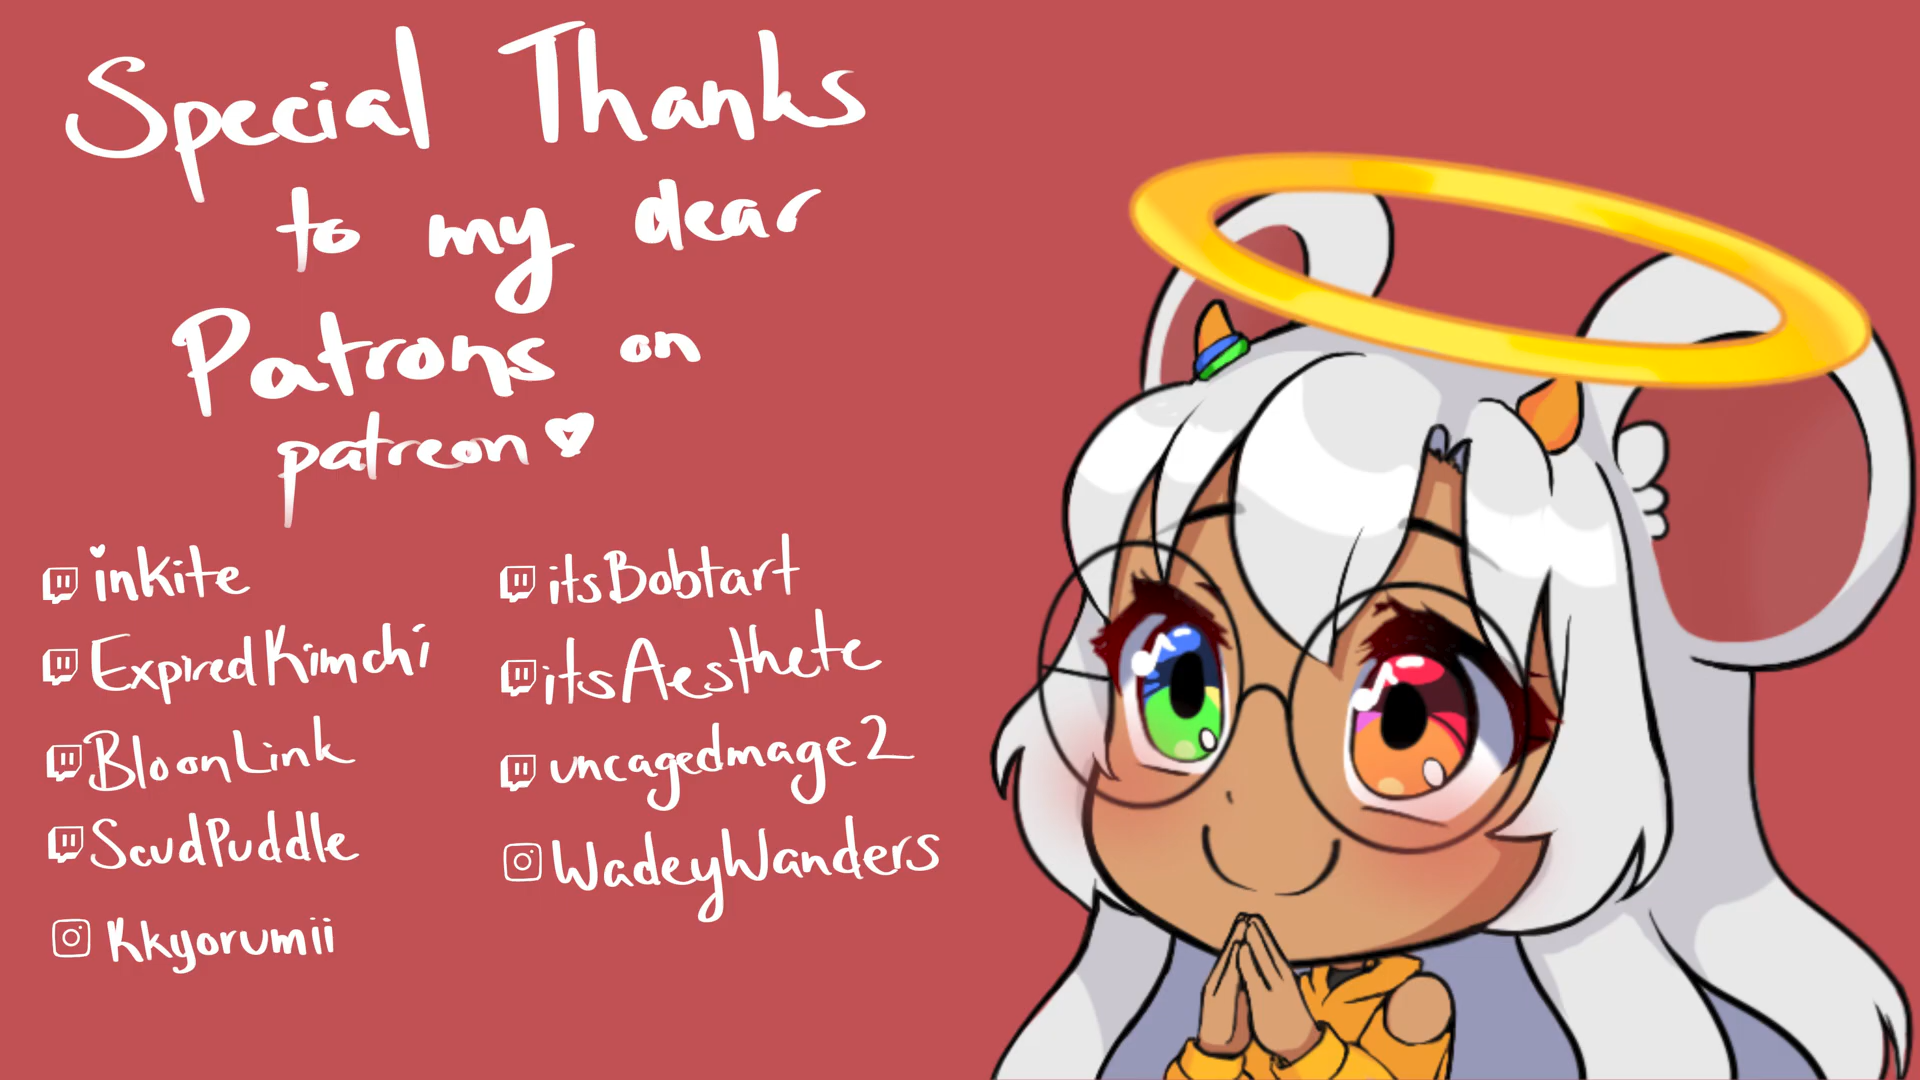 Special Thanks
to my dear
Patrons on
patreon
inkite
ExpiredKimchi
BloonLink
ScudPuddle
Kkyorumii
itsBobtart
itsAesthete
uncagedmage2
WadeyWanders